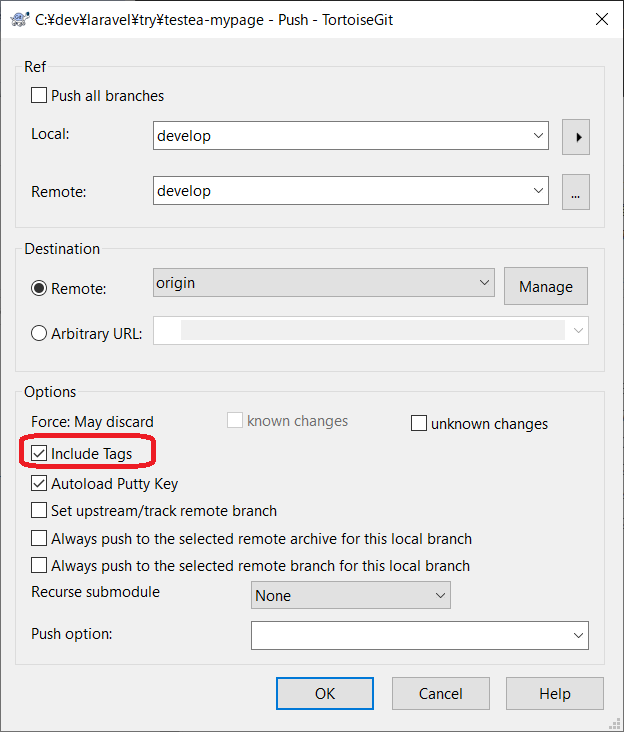 C:¥dev¥laravel¥try¥testea-mypage - Push - TortoiseGit
Ref
Push all branches
Local:
develop
Remote:
develop
...
Destination
Remote:
origin
Manage
Arbitrary URL:
Options
Force: May discard
known changes
unknown changes
Include Tags
Autoload Putty Key
Set upstream/track remote branch
Always push to the selected remote archive for this local branch
Always push to the selected remote branch for this local branch
Recurse submodule
None
Push option:
OK
Cancel
Help